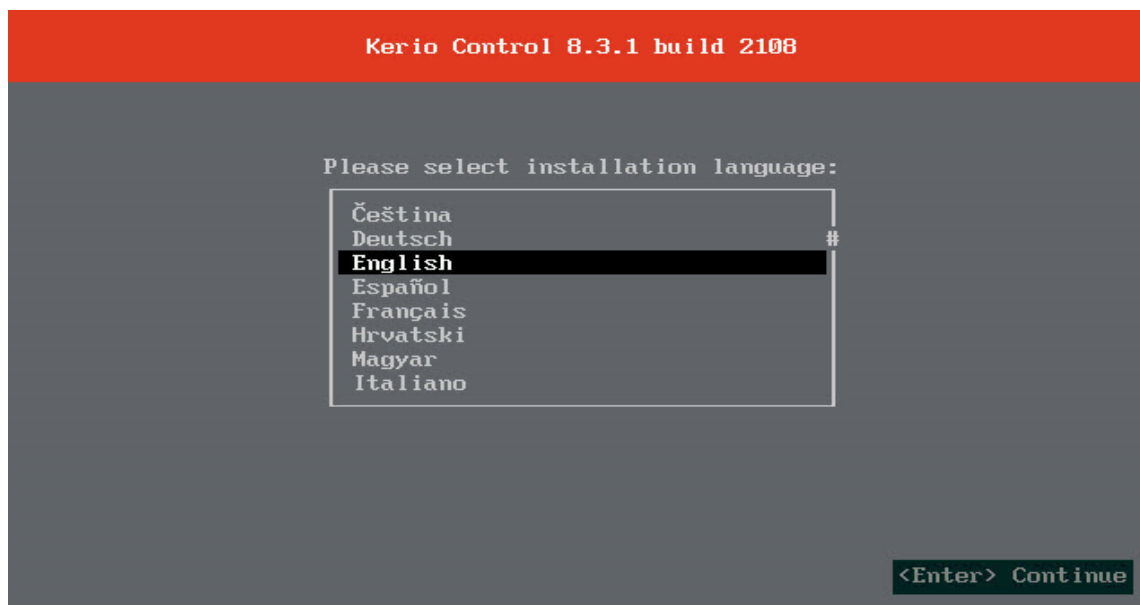 Kerio Control 8.3.1 build 2108
Please select installation language:
Čeština
Deutsch
English
Español
Français
Hrvatski
Magyar
Italiano
#
<Enter> Continue